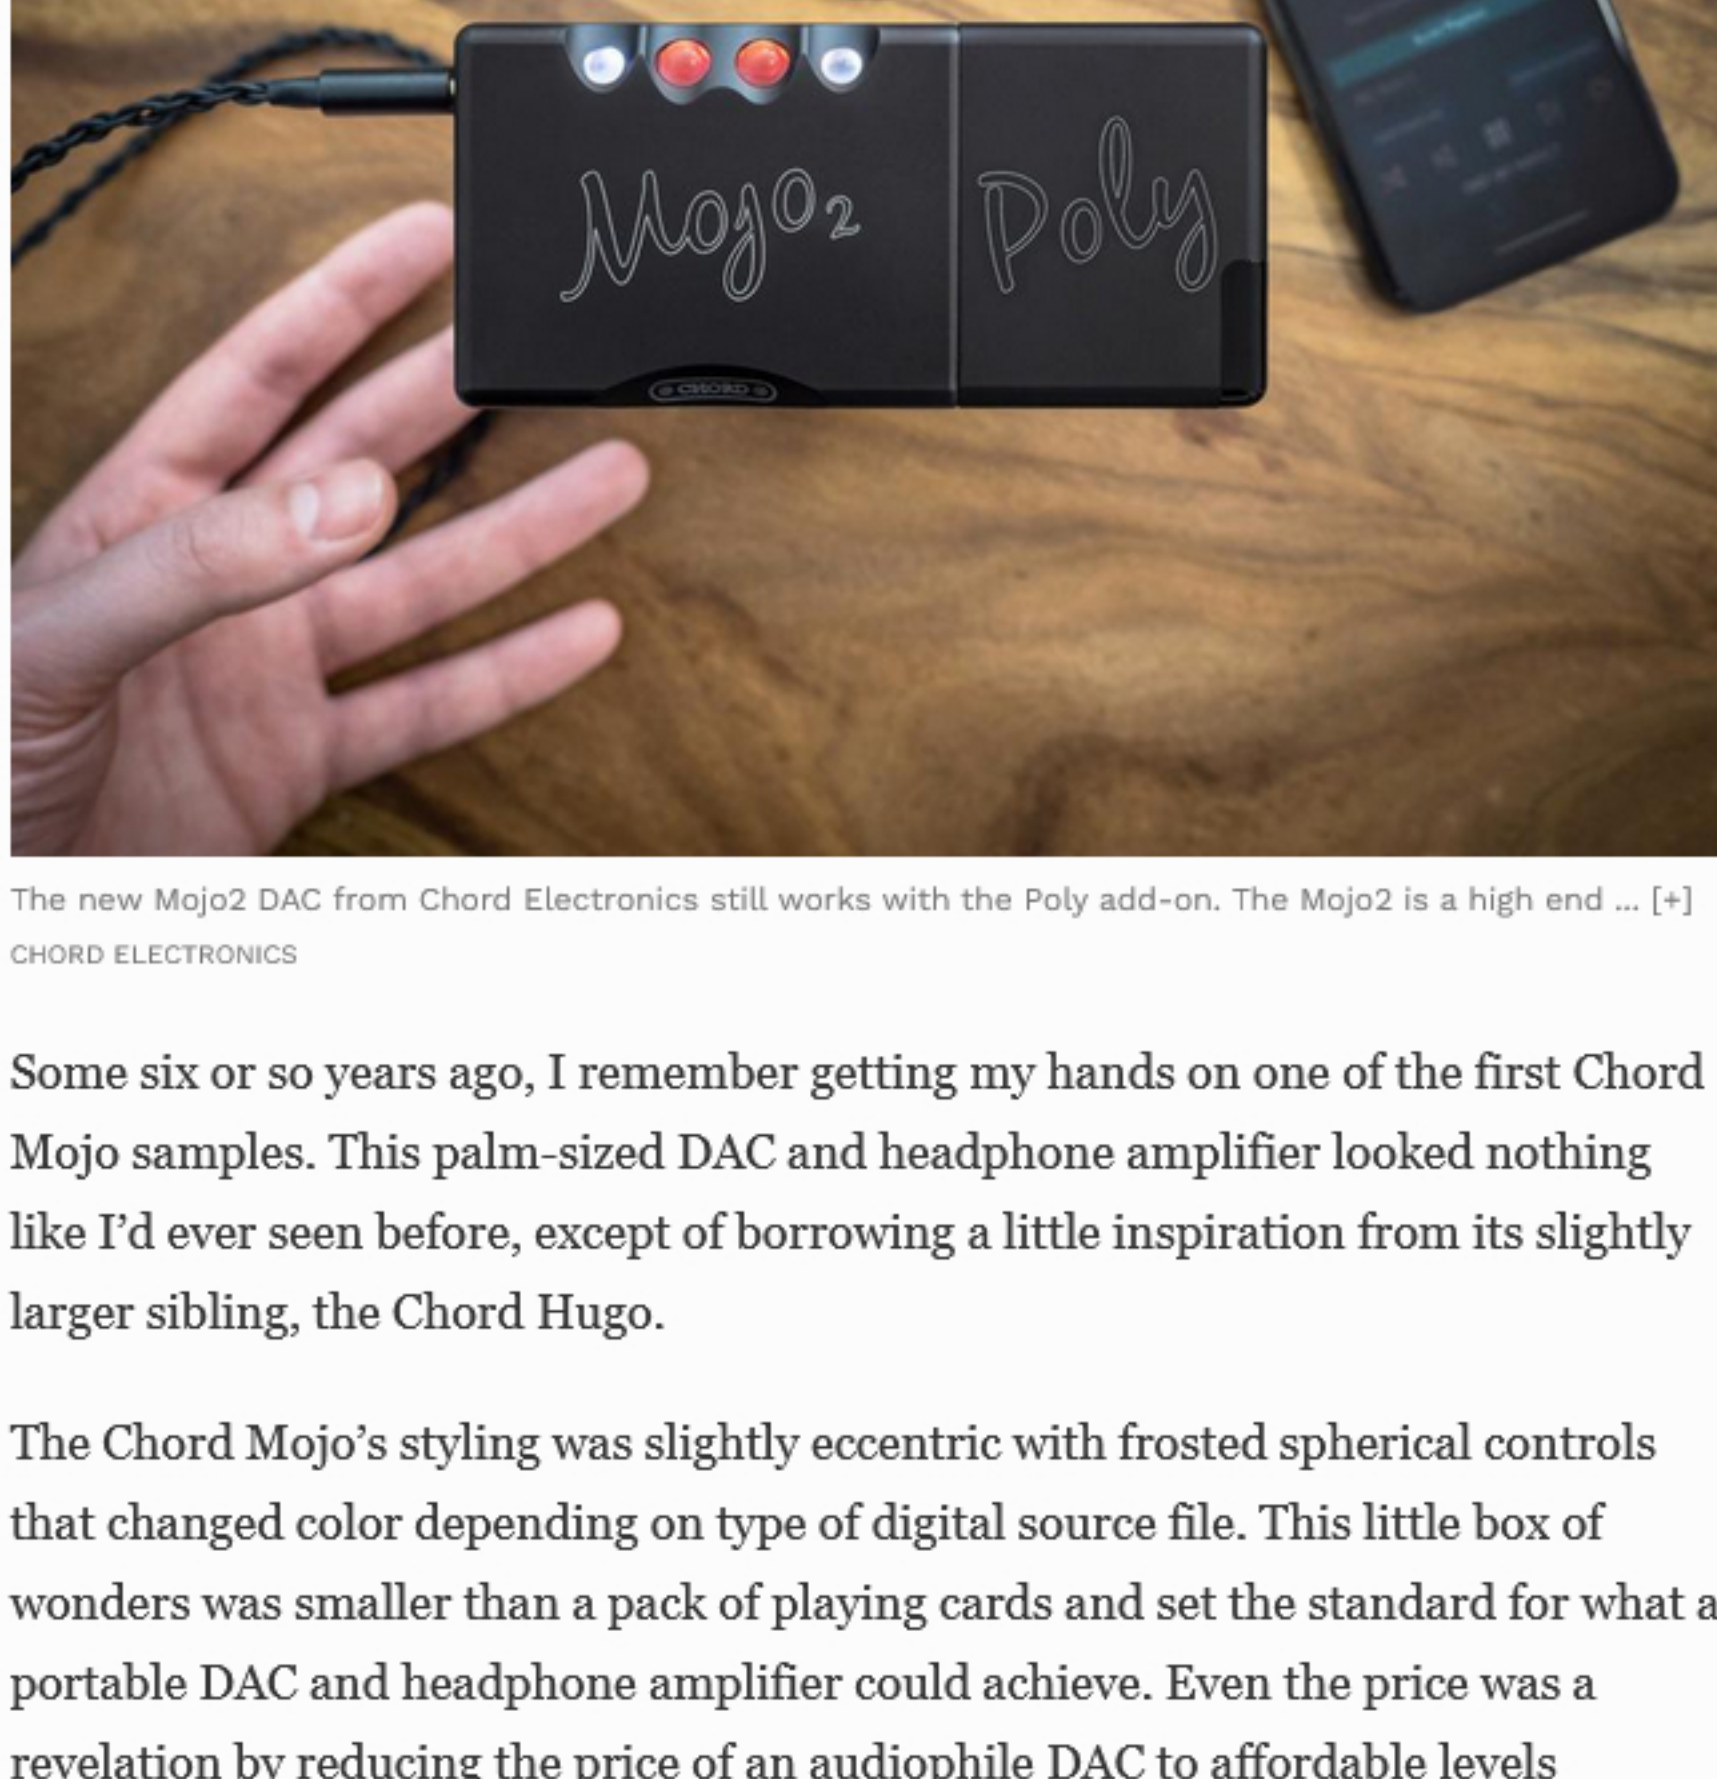 Mojo2
Poly
CHORD
The new Mojo2 DAC from Chord Electronics still works with the Poly add-on. The Mojo2 is a high end ... [+]
CHORD ELECTRONICS
Some six or so years ago, I remember getting my hands on one of the first Chord
Mojo samples. This palm-sized DAC and headphone amplifier looked nothing
like I’d ever seen before, except of borrowing a little inspiration from its slightly
larger sibling, the Chord Hugo.
The Chord Mojo’s styling was slightly eccentric with frosted spherical controls
that changed color depending on type of digital source file. This little box of
wonders was smaller than a pack of playing cards and set the standard for what a
portable DAC and headphone amplifier could achieve. Even the price was a
revelation by reducing the price of an audiophile DAC to affordable levels